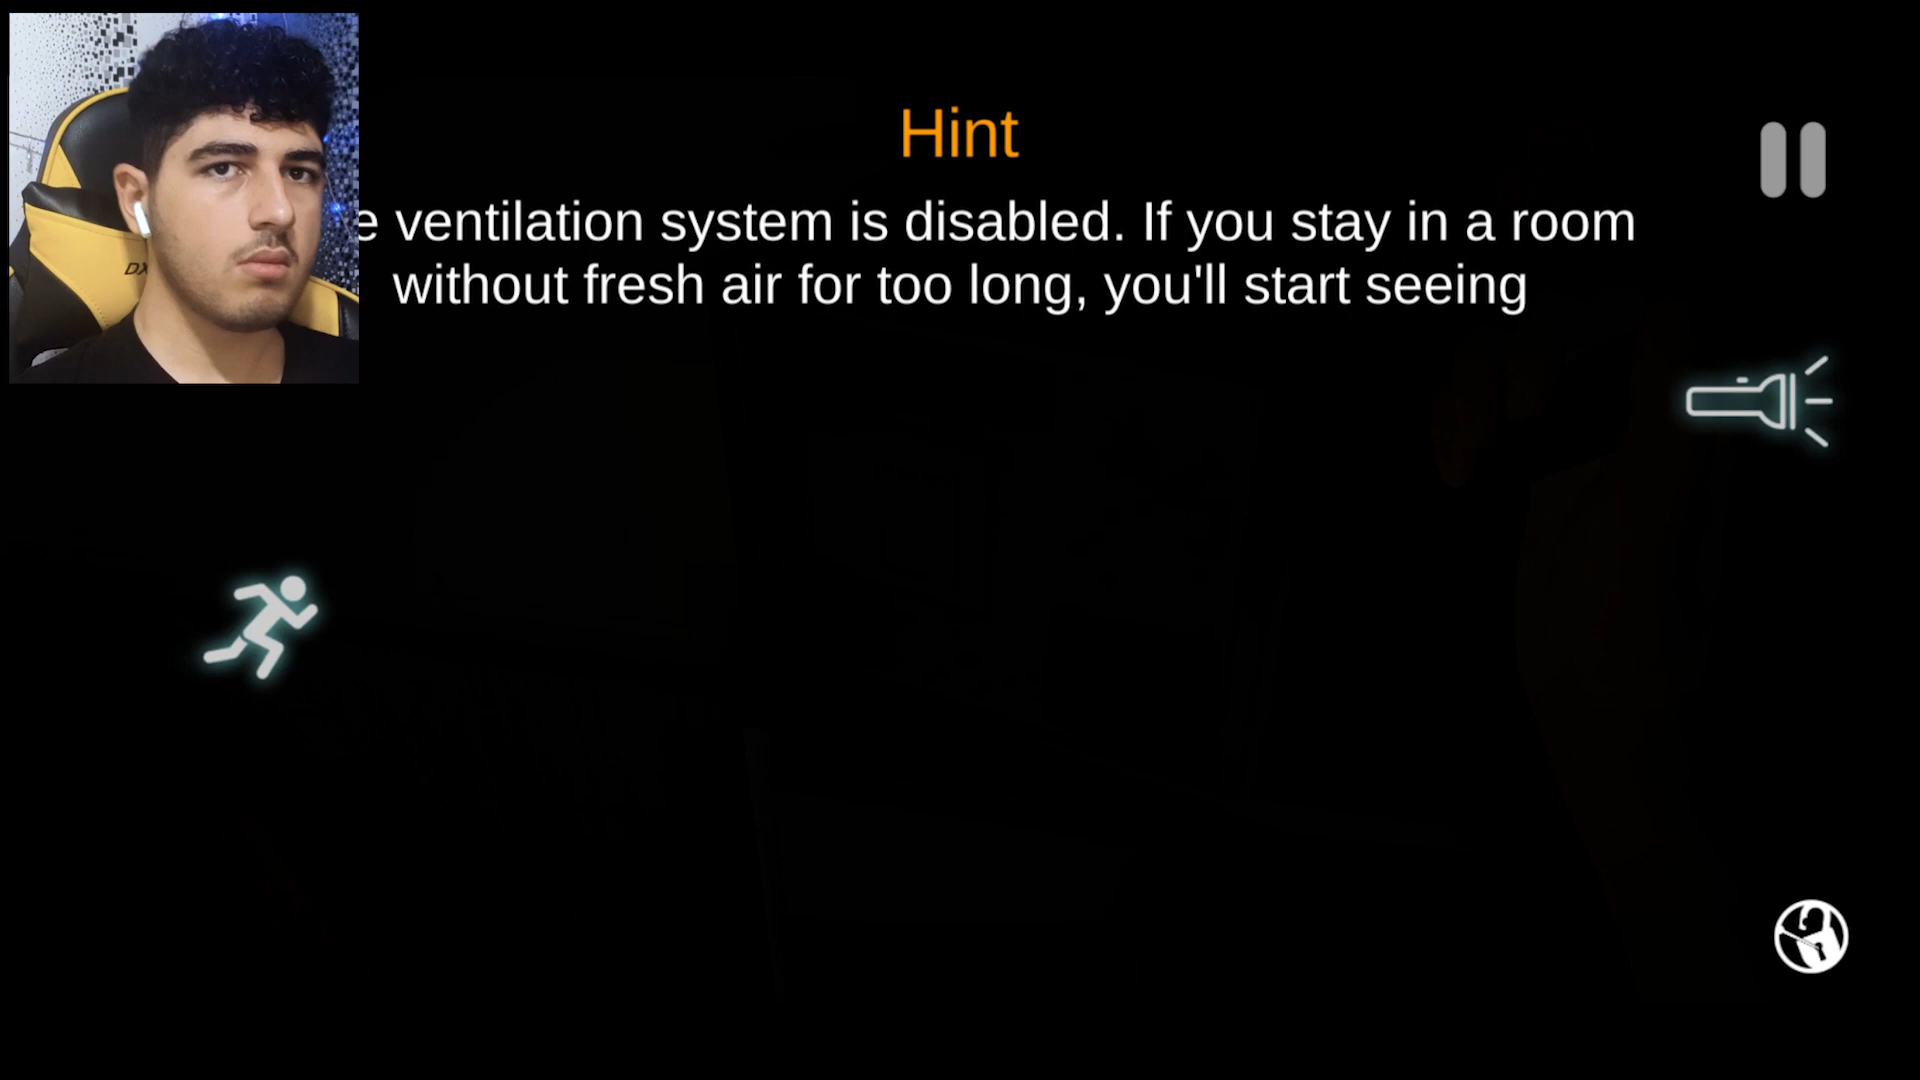 Hint
ventilation system is disabled. If you stay in a room
without fresh air for too long, you'll start seeing
DX